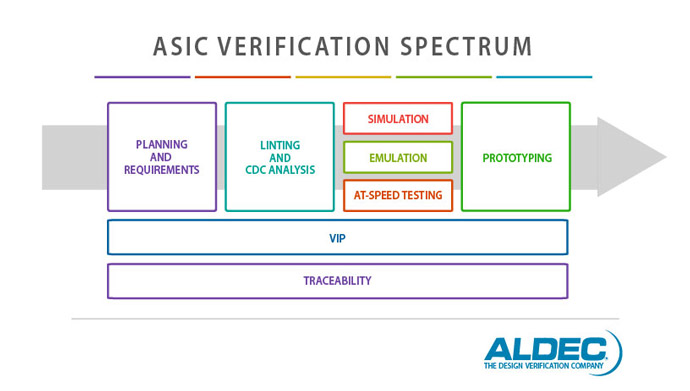 ASIC VERIFICATION SPECTRUM
PLANNING
AND
REQUIREMENTS
LINTING
AND
CDC ANALYSIS
SIMULATION
EMULATION
AT-SPEED TESTING
PROTOTYPING
VIP
TRACEABILITY
ALDEC
THE DESIGN VERIFICATION COMPANY